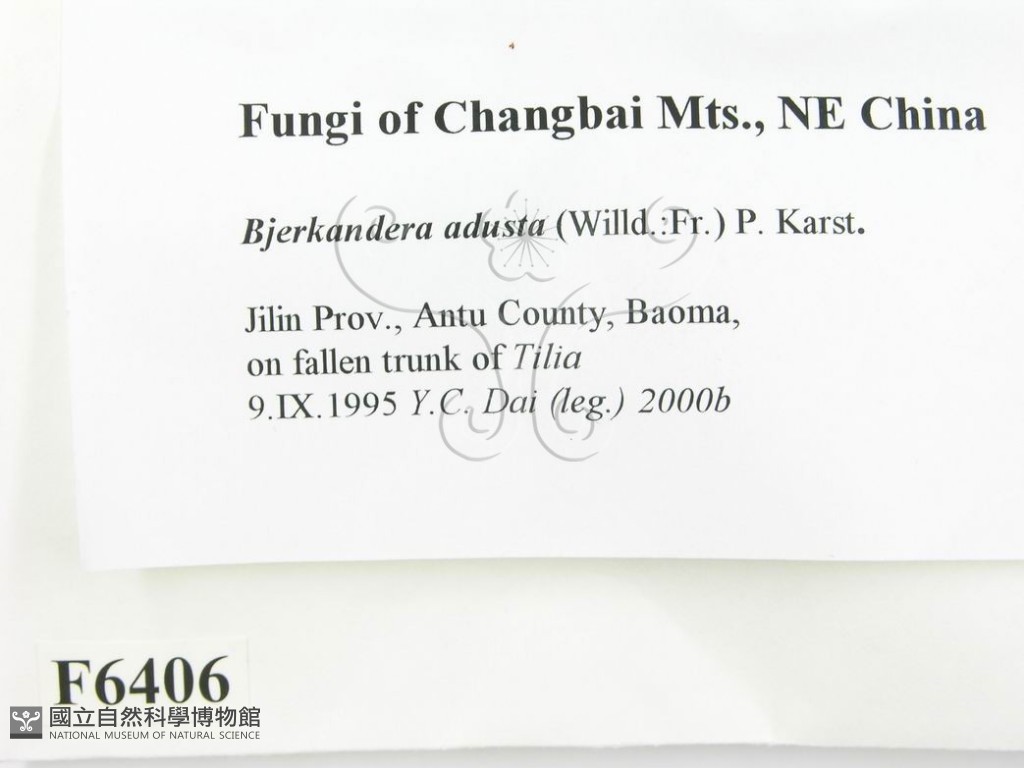 Fungi of Changbai Mts., NE China
Bjerkandera adusta (Willd.:Fr.) P. Karst.
Jilin Prov., Antu County, Baoma,
on fallen trunk of Tilia
9.IX.1995 Y.C. Dai (leg.) 2000b
F6406
國立自然科學博物館
NATIONAL MUSEUM OF NATURAL SCIENCE